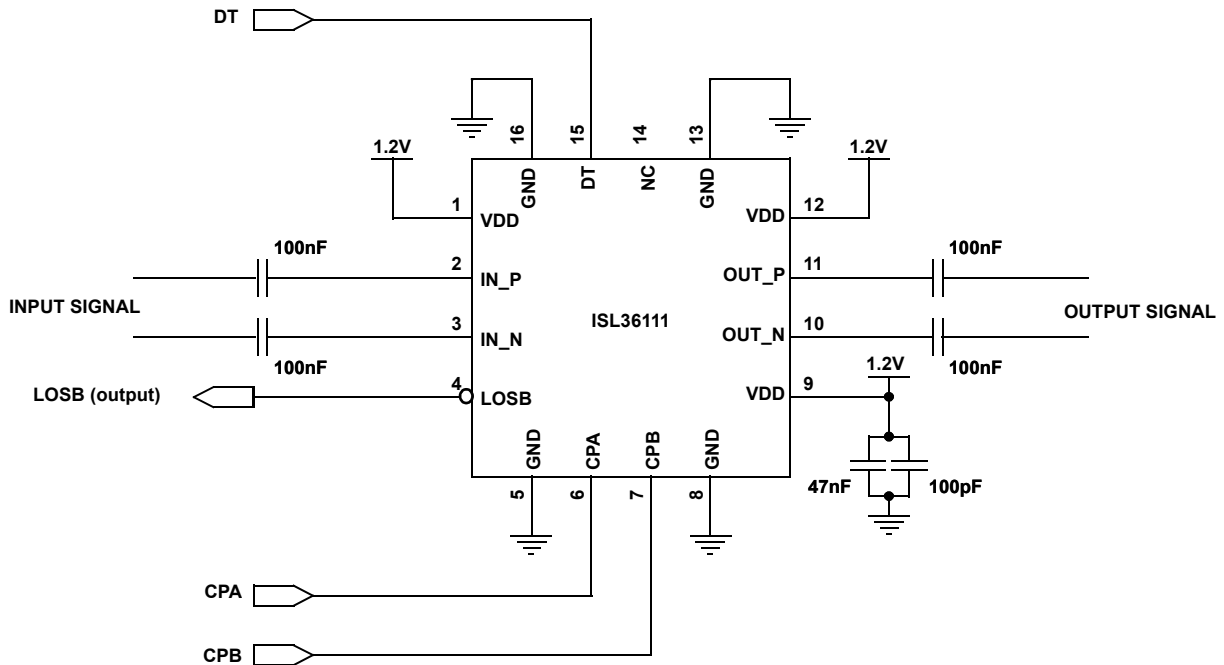 DT
16
15
14
13
1.2V
1.2V
GND
DT
NC
GND
1
VDD
VDD
12
100nF
100nF
2
IN_P
OUT_P
11
INPUT SIGNAL
ISL36111
OUTPUT SIGNAL
3
IN_N
OUT_N
10
100nF
100nF
1.2V
LOSB (output)
4
LOSB
VDD
9
GND
CPA
CPB
GND
47nF
100pF
5
6
7
8
CPA
CPB